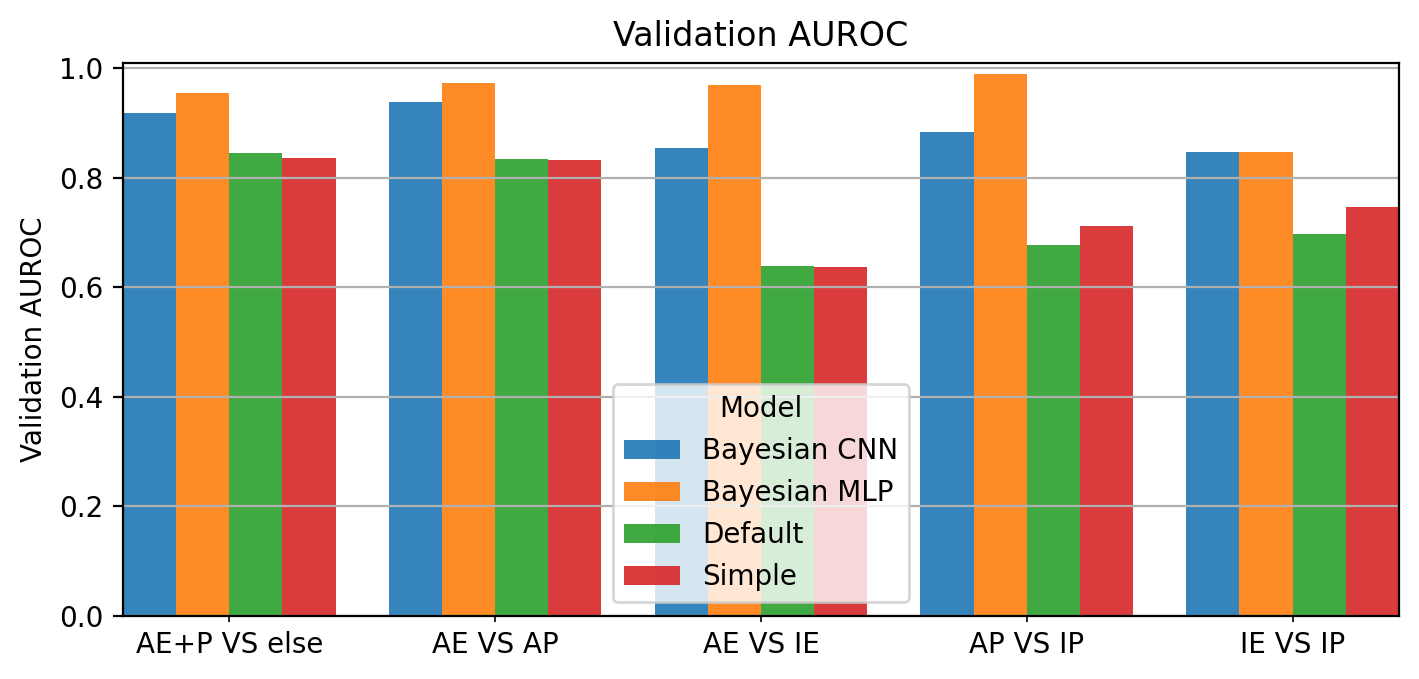 Validation AUROC
Validation AUROC
1.0
0.8
0.6
0.4
0.2
0.0
Model
Bayesian CNN
Bayesian MLP
Default
Simple
AE+P VS else
AE VS AP
AE VS IE
AP VS IP
IE VS IP